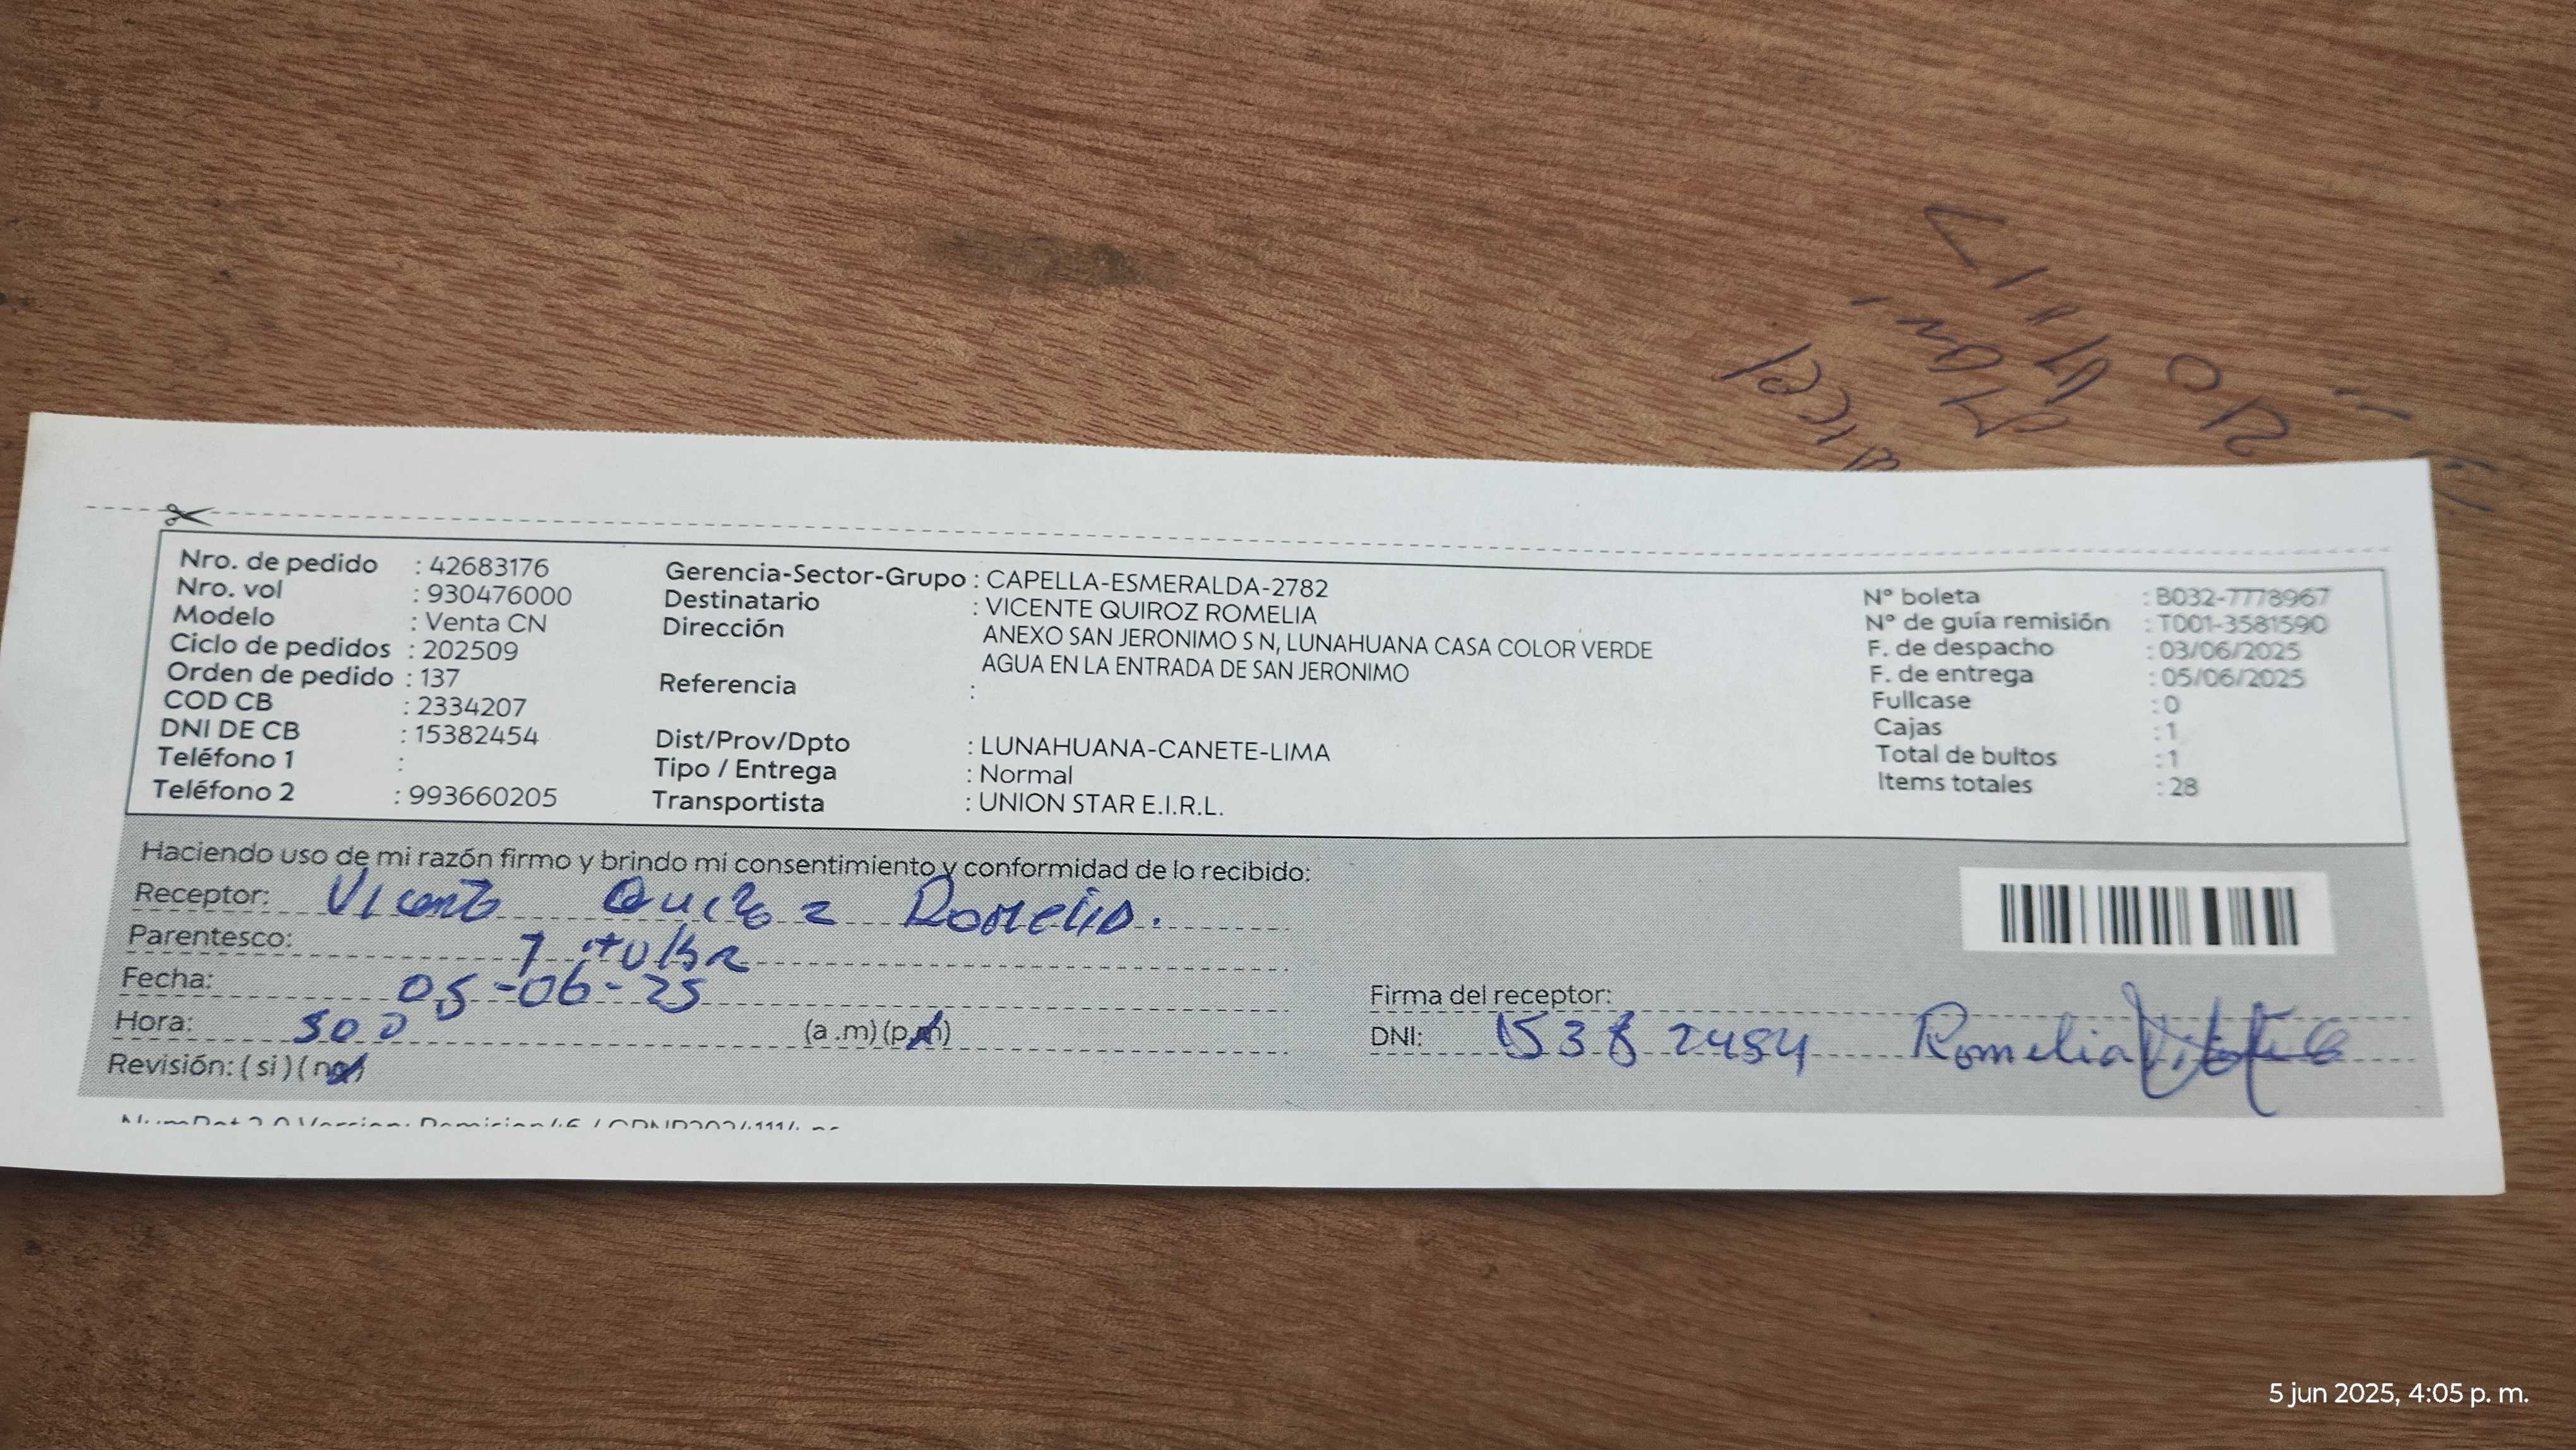 Nro. de pedido : 42683176
Nro. vol : 930476000
Modelo : Venta CN
Ciclo de pedidos : 202509
Orden de pedido : 137
COD CB : 2334207
DNI DE CB : 15382454
Teléfono 1 :
Teléfono 2 : 993660205
Gerencia-Sector-Grupo : CAPELLA-ESMERALDA-2782
Destinatario : VICENTE QUIROZ ROMELIA
Dirección ANEXO SAN JERONIMO S N, LUNAHUANA CASA COLOR VERDE
AGUA EN LA ENTRADA DE SAN JERONIMO
Referencia :
Dist/Prov/Dpto : LUNAHUANA-CANETE-LIMA
Tipo / Entrega : Normal
Transportista : UNION STAR E.I.R.L.
N° boleta : B032-7778967
N° de guía remisión : T001-3581590
F. de despacho : 03/06/2025
F. de entrega : 05/06/2025
Fullcase : 0
Cajas : 1
Total de bultos : 1
Items totales : 28
Haciendo uso de mi razón firmo y brindo mi consentimiento y conformidad de lo recibido:
Receptor: Vicente Quiroz Romelia.
Parentesco: Titular
Fecha: 05-06-25
Hora: 300 (a.m)(p.m)
Revisión: (si)(no)
Firma del receptor:
DNI: 15382454 Romelia
5 jun 2025, 4:05 p. m.